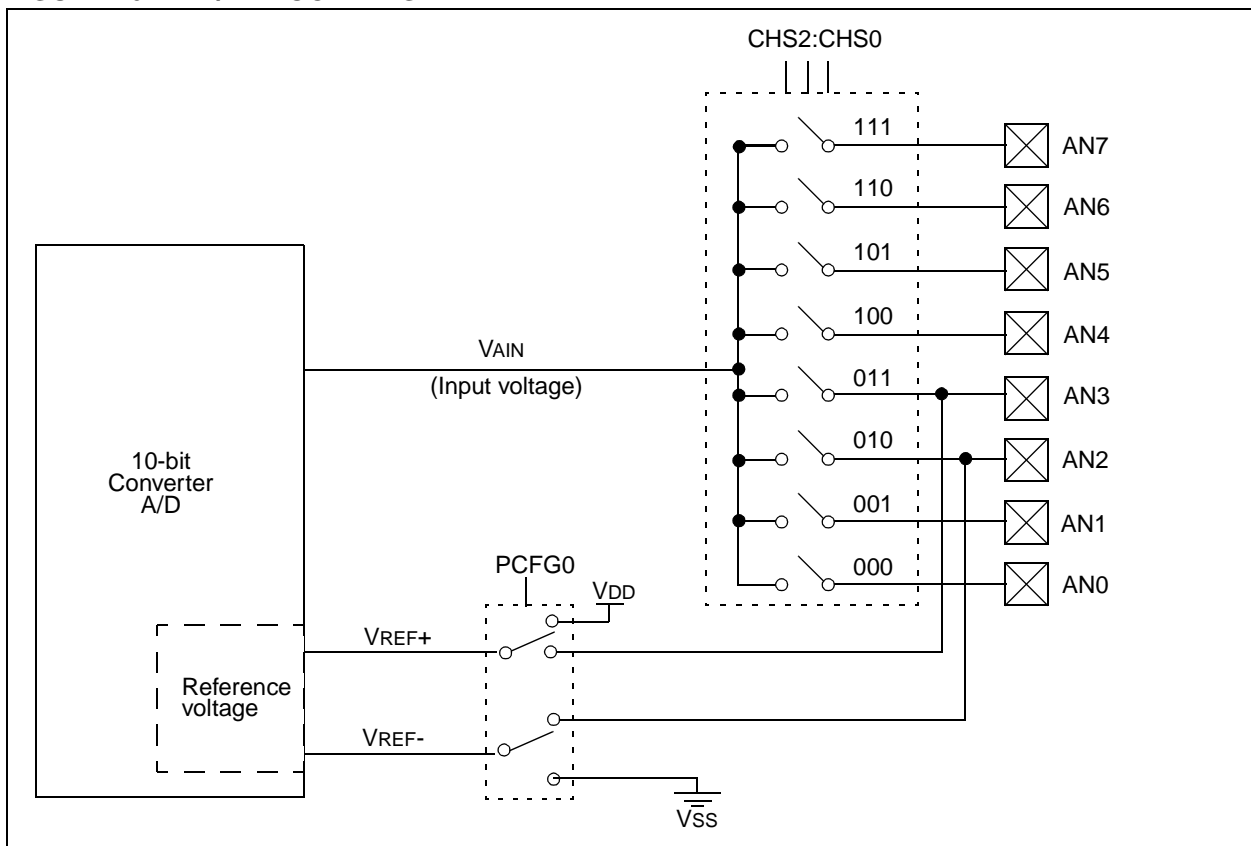 CHS2:CHS0
111
AN7
110
AN6
101
AN5
100
AN4
VAIN
(Input voltage)
011
AN3
010
AN2
10-bit
Converter
A/D
001
AN1
PCFG0
000
AN0
VDD
VREF+
Reference
voltage
VREF-
VSS